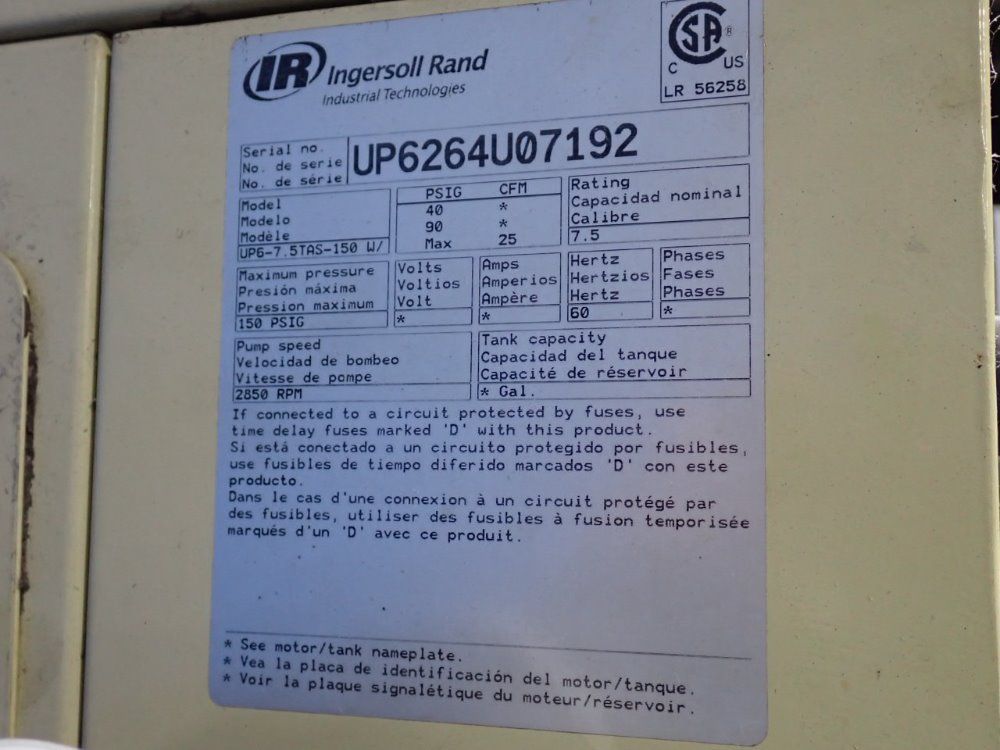 IR Ingersoll Rand
Industrial Technologies
CSA ®
C US
LR 56258
Serial no.
No. de serie
No. de série
UP6264U07192
Model
Modelo
Modèle
UP6-7.5TAS-150 W/
PSIG CFM
40 *
90 *
Max 25
Rating
Capacidad nominal
Calibre
7.5
Maximum pressure
Presión máxima
Pression maximum
150 PSIG
Volts
Voltios
Volt
*
Amps
Amperios
Ampère
*
Hertz
Hertzios
Hertz
60
Phases
Fases
Phases
*
Pump speed
Velocidad de bombeo
Vitesse de pompe
2850 RPM
Tank capacity
Capacidad del tanque
Capacité de réservoir
* Gal.
If connected to a circuit protected by fuses, use
time delay fuses marked 'D' with this product.
Si está conectado a un circuito protegido por fusibles,
use fusibles de tiempo diferido marcados 'D' con este
producto.
Dans le cas d'une connexion à un circuit protégé par
des fusibles, utiliser des fusibles à fusion temporisée
marqués d'un 'D' avec ce produit.
* See motor/tank nameplate.
* Vea la placa de identificación del motor/tanque.
* Voir la plaque signalétique du moteur/réservoir.